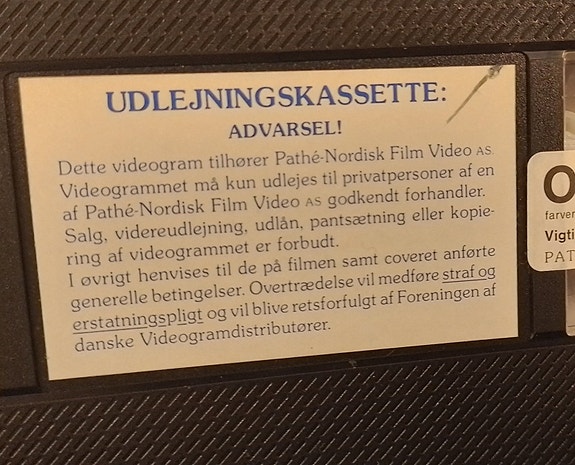 UDLEJNINGSKASSETTE:
ADVARSEL!
Dette videogram tilhører Pathé-Nordisk Film Video AS.
Videogrammet må kun udlejes til privatpersoner af en
af Pathé-Nordisk Film Video AS godkendt forhandler.
Salg, videreudlejning, udlån, pantsætning eller kopie-
ring af videogrammet er forbudt.
I øvrigt henvises til de på filmen samt coveret anførte
generelle betingelser. Overtrædelse vil medføre straf og
erstatningspligt og vil blive retsforfulgt af Foreningen af
danske Videogramdistributører.